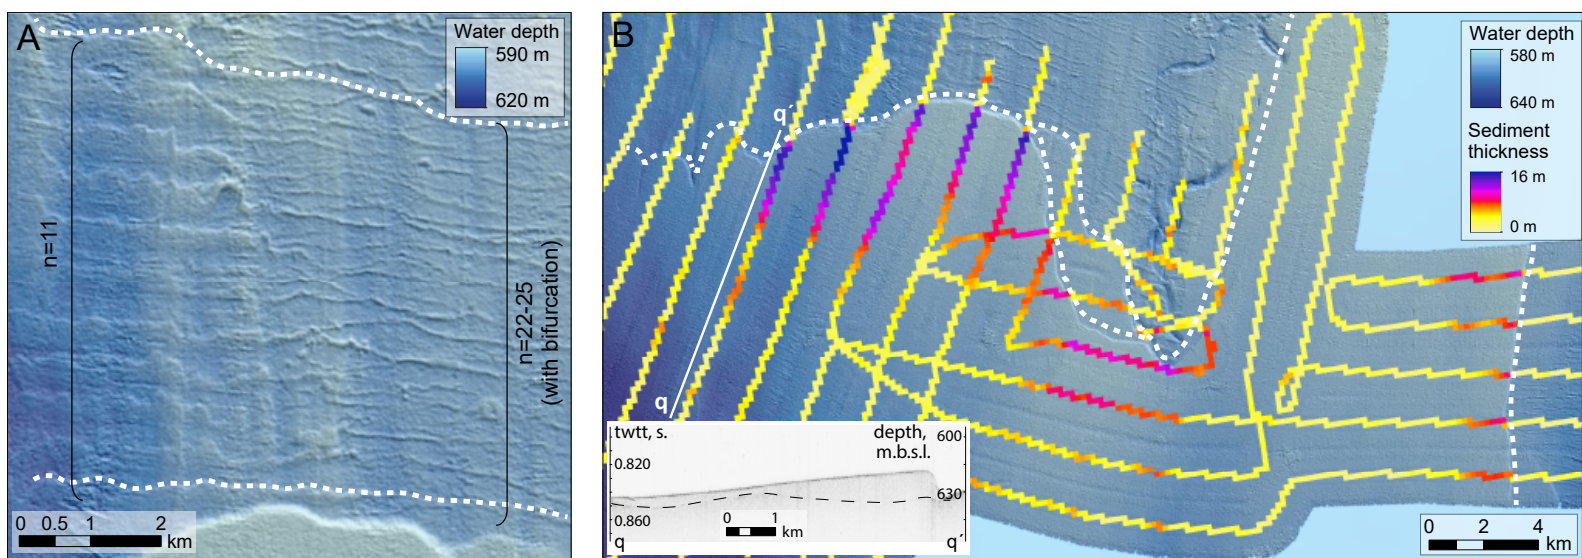 A
Water depth
590 m
620 m
n=11
n=22-25
(with bifurcation)
0 0.5 1 2
km
B
Water depth
580 m
640 m
Sediment
thickness
16 m
0 m
q´
q
twtt, s.
depth,
m.b.s.l.
600
0.820
630
0.860
0 1
km
q
q´
0 2 4
km